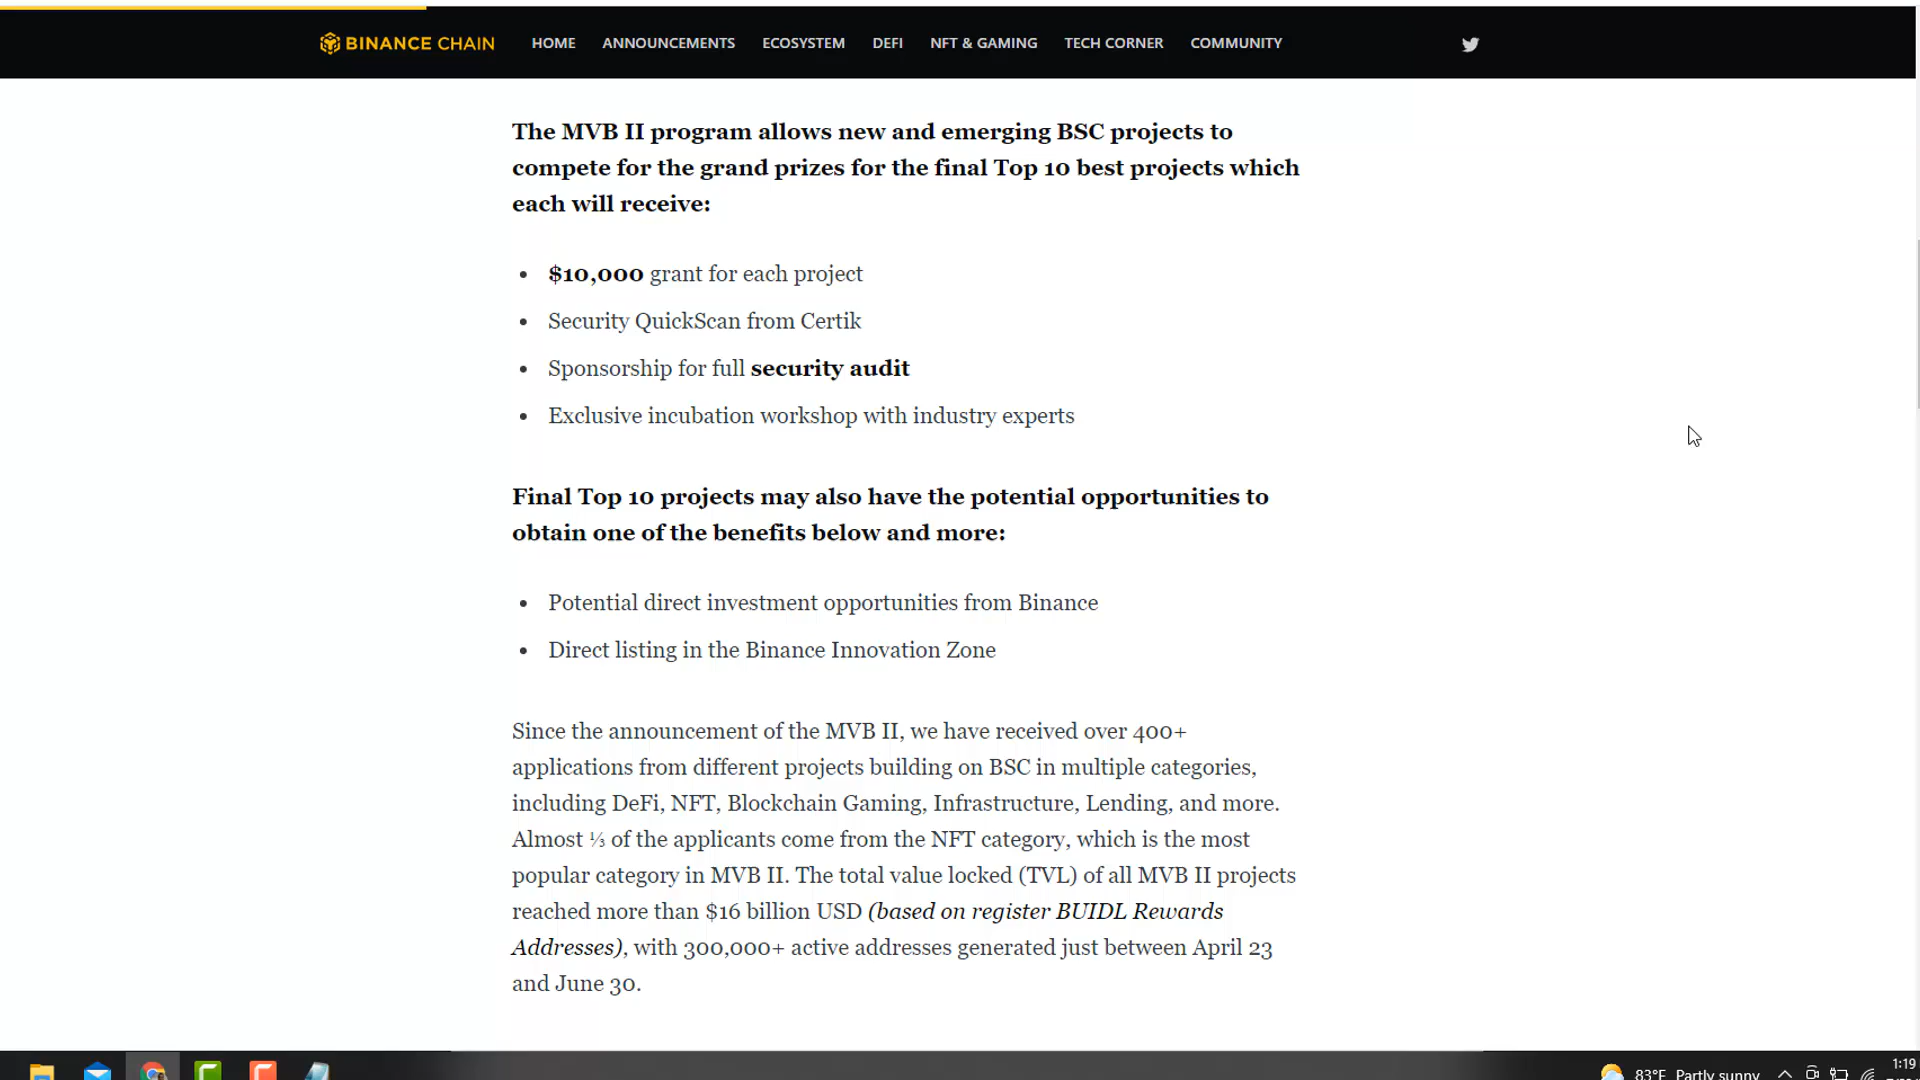 BINANCE CHAIN HOME ANNOUNCEMENTS ECOSYSTEM DEFI NFT & GAMING TECH CORNER COMMUNITY
The MVB II program allows new and emerging BSC projects to
compete for the grand prizes for the final Top 10 best projects which
each will receive:
• $10,000 grant for each project
• Security QuickScan from Certik
• Sponsorship for full security audit
• Exclusive incubation workshop with industry experts
Final Top 10 projects may also have the potential opportunities to
obtain one of the benefits below and more:
• Potential direct investment opportunities from Binance
• Direct listing in the Binance Innovation Zone
Since the announcement of the MVB II, we have received over 400+
applications from different projects building on BSC in multiple categories,
including DeFi, NFT, Blockchain Gaming, Infrastructure, Lending, and more.
Almost ⅓ of the applicants come from the NFT category, which is the most
popular category in MVB II. The total value locked (TVL) of all MVB II projects
reached more than $16 billion USD (based on register BUIDL Rewards
Addresses), with 300,000+ active addresses generated just between April 23
and June 30.
83°F Partly sunny 1:19